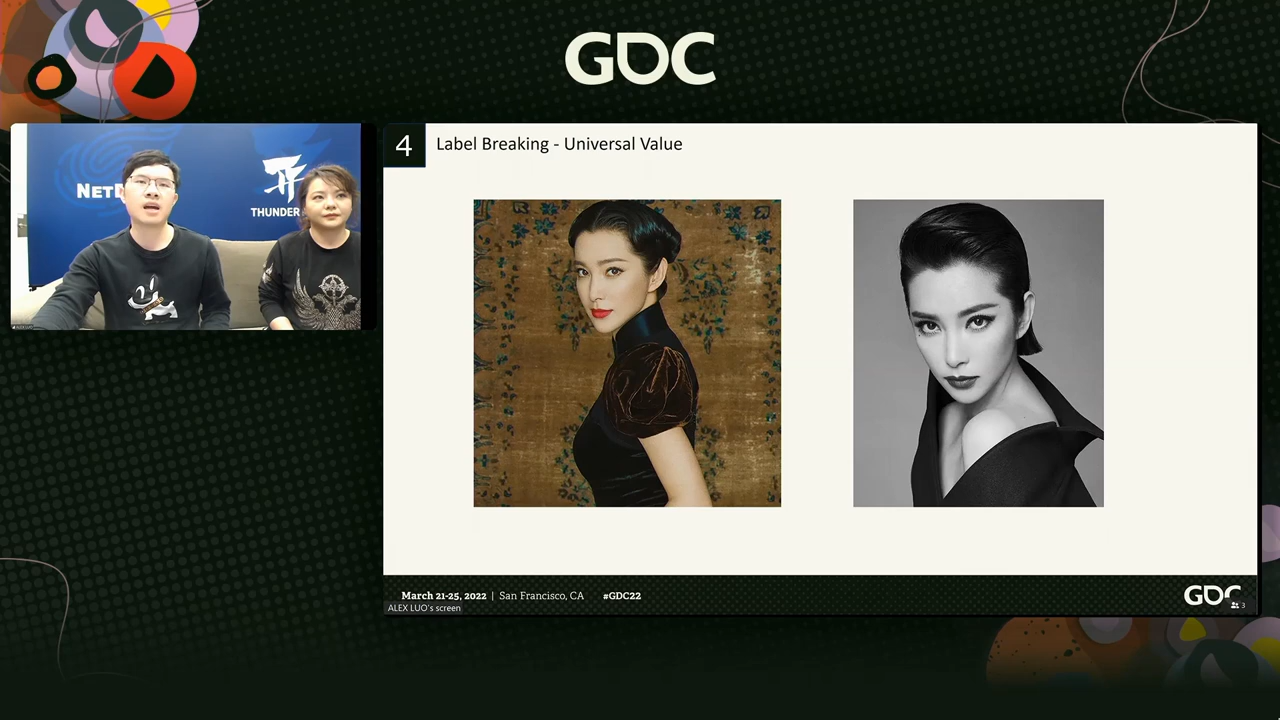 GDC
4
Label Breaking - Universal Value
THUNDER
March 21-25, 2022 | San Francisco, CA #GDC22
GDC
3
ALEX LUO's screen